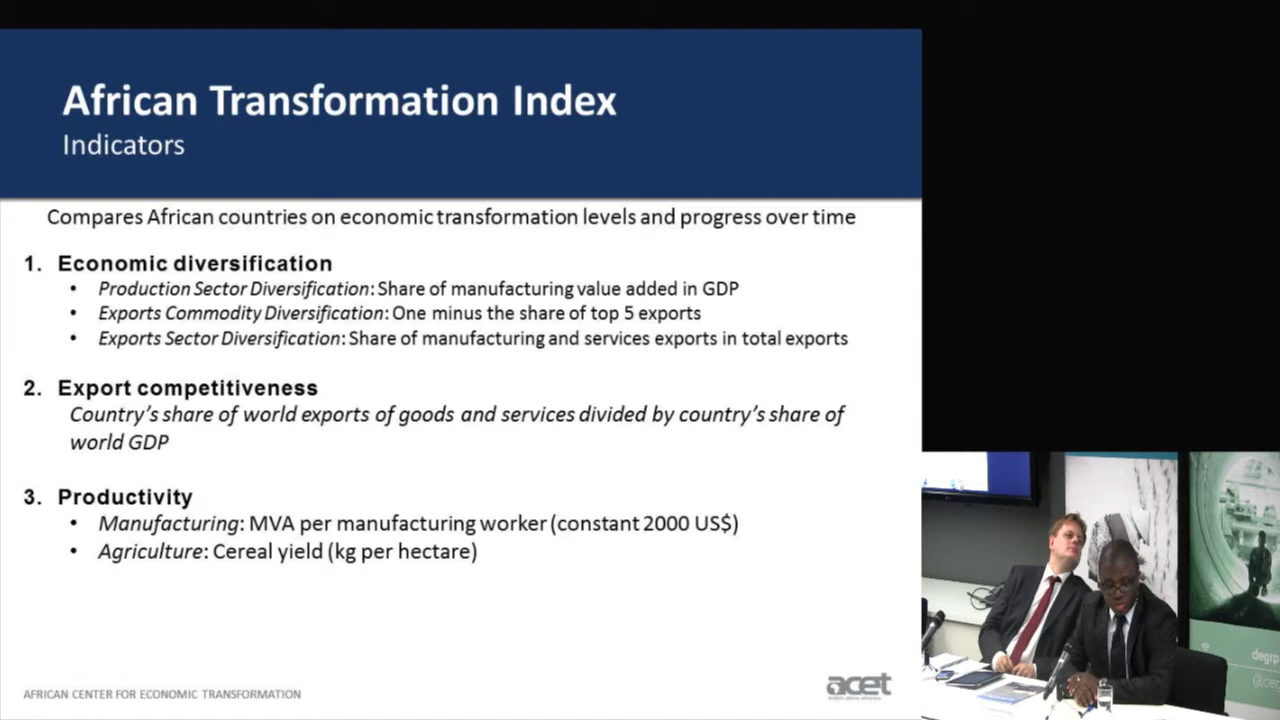 African Transformation Index
Indicators
Compares African countries on economic transformation levels and progress over time
1. Economic diversification
• Production Sector Diversification: Share of manufacturing value added in GDP
• Exports Commodity Diversification: One minus the share of top 5 exports
• Exports Sector Diversification: Share of manufacturing and services exports in total exports
2. Export competitiveness
Country's share of world exports of goods and services divided by country's share of
world GDP
3. Productivity
• Manufacturing: MVA per manufacturing worker (constant 2000 US$)
• Agriculture: Cereal yield (kg per hectare)
AFRICAN CENTER FOR ECONOMIC TRANSFORMATION
acet
degrp